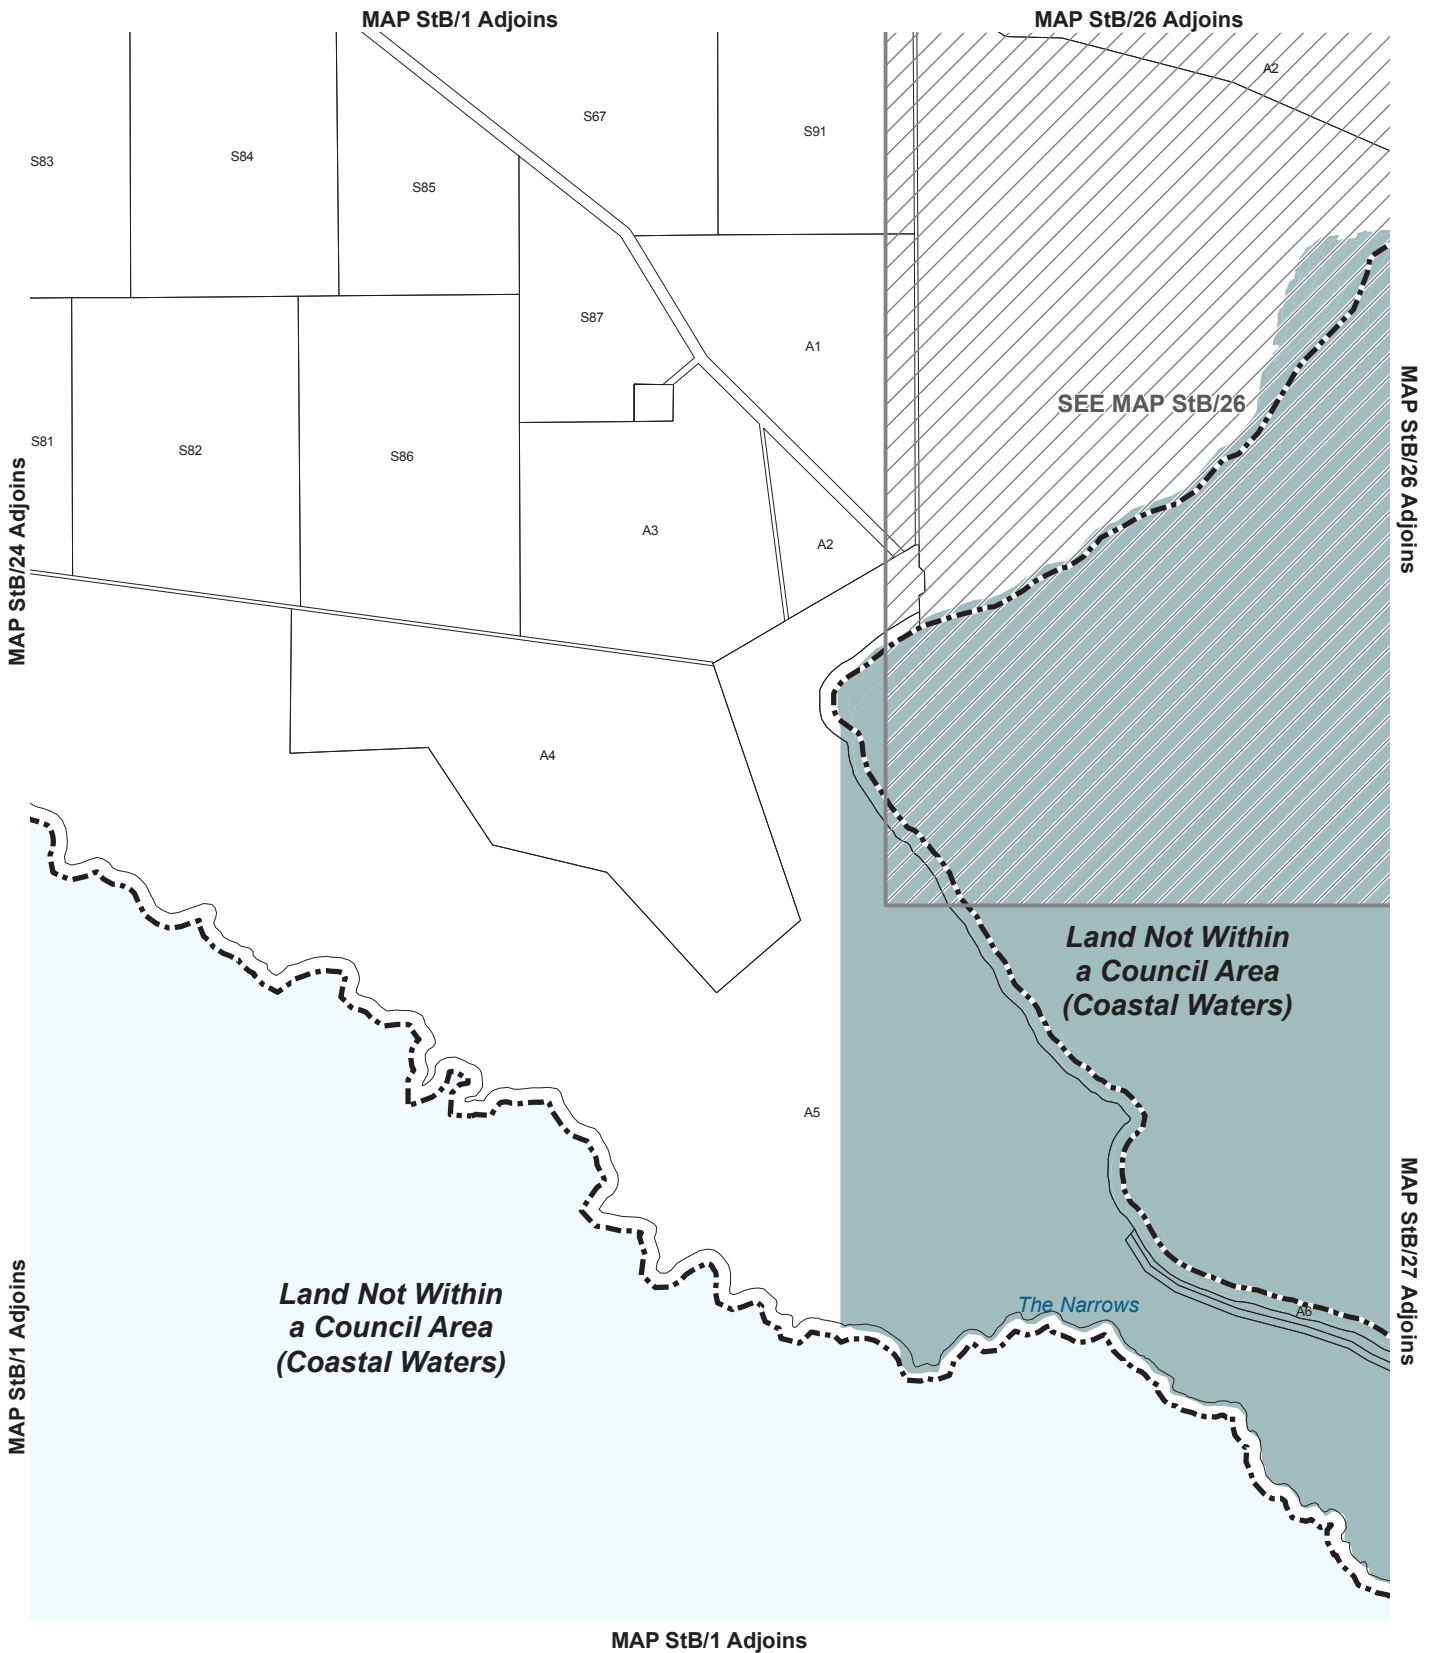 MAP StB/1 Adjoins
MAP StB/26 Adjoins
A2
S67
S91
S83
S84
S85
S87
A1
MAP StB/26 Adjoins
SEE MAP StB/26
S81
S82
S86
MAP StB/24 Adjoins
A3
A2
A4
Land Not Within
a Council Area
(Coastal Waters)
A5
MAP StB/27 Adjoins
MAP StB/1 Adjoins
Land Not Within
a Council Area
(Coastal Waters)
The Narrows
A6
MAP StB/1 Adjoins